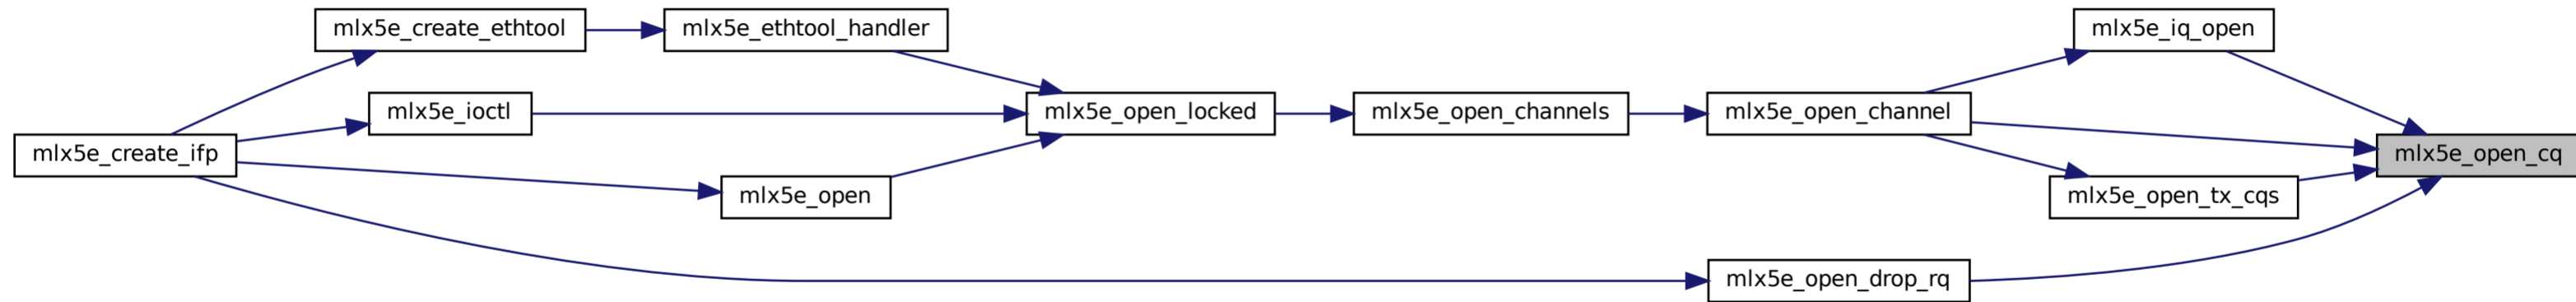 mlx5e_create_ethtool
mlx5e_ethtool_handler
mlx5e_iq_open
mlx5e_ioctl
mlx5e_open_locked
mlx5e_open_channels
mlx5e_open_channel
mlx5e_create_ifp
mlx5e_open_cq
mlx5e_open
mlx5e_open_tx_cqs
mlx5e_open_drop_rq